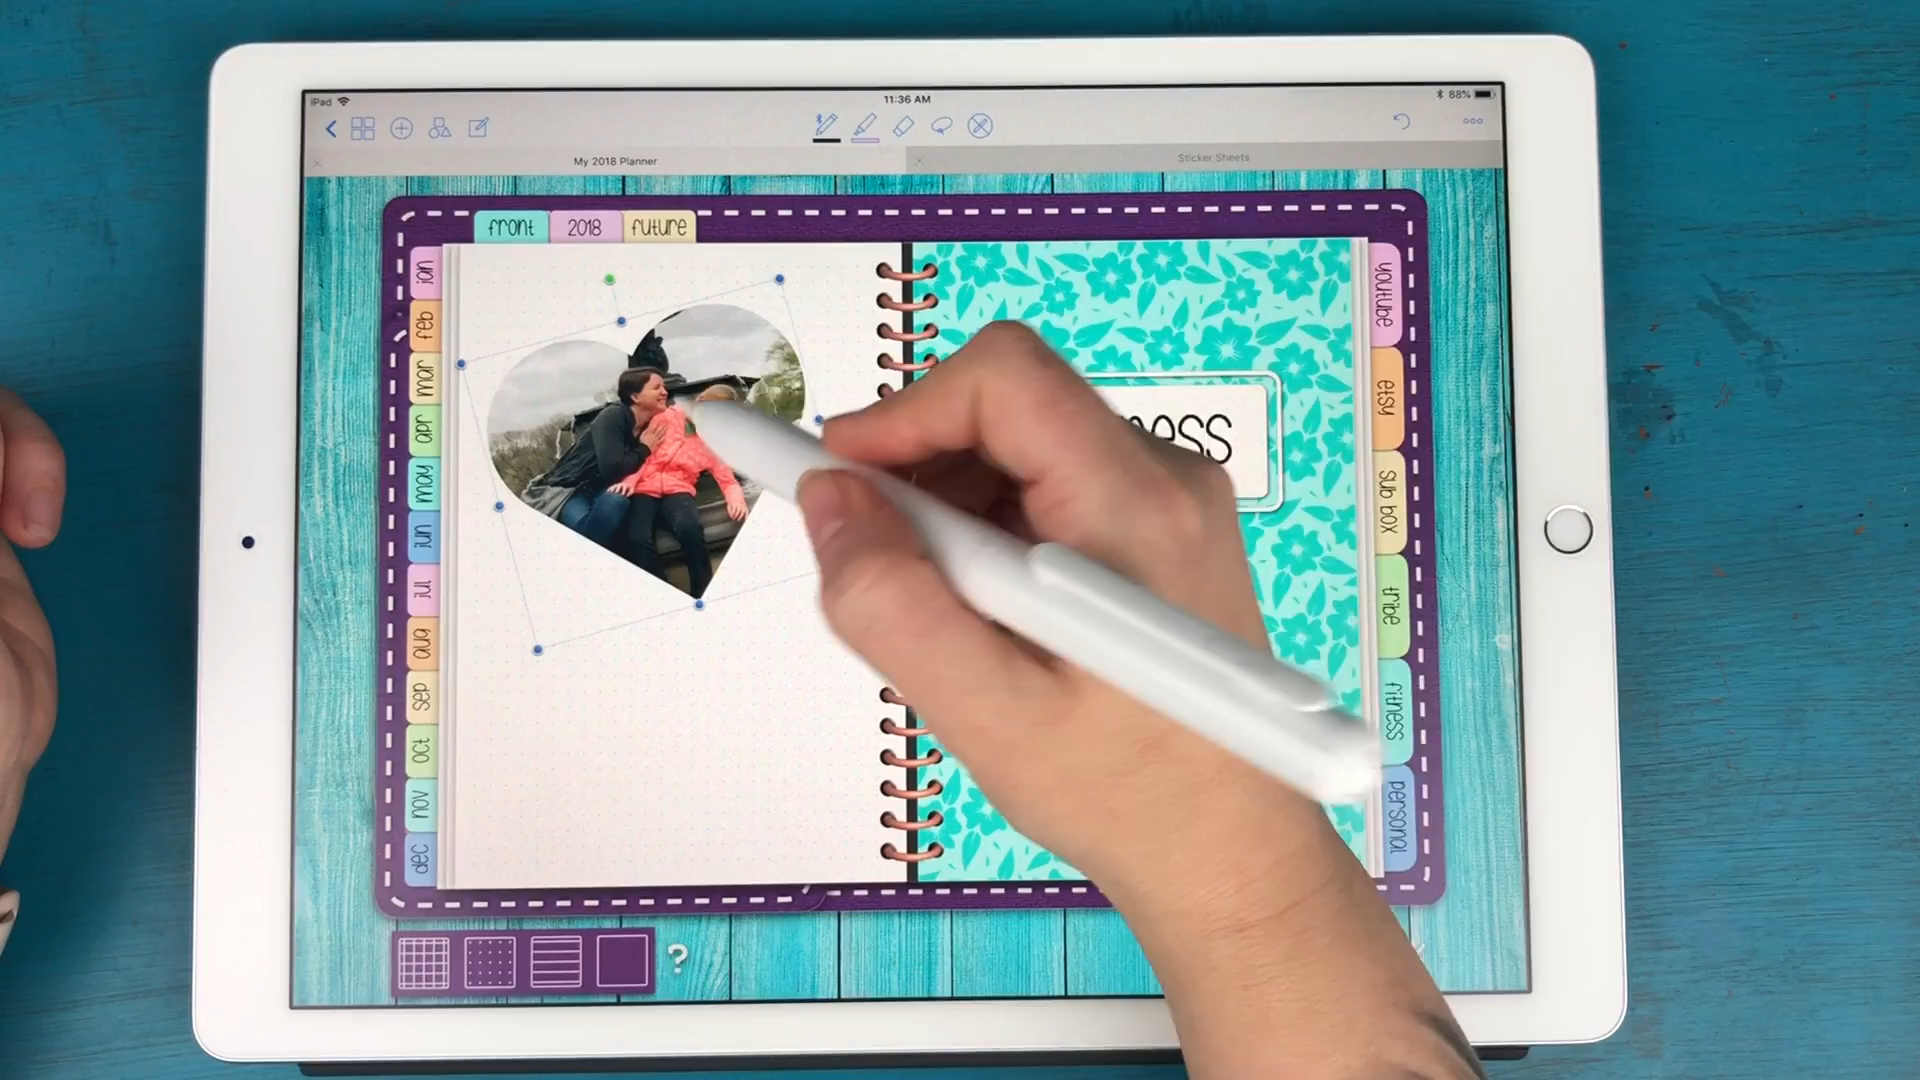 iPad
11:36 AM
88%
My 2018 Planner
Sticker Sheets
front
2018
future
jan
feb
mar
apr
may
jun
jul
aug
sep
oct
nov
dec
ness
youtube
etsy
sub box
tribe
fitness
personal
?